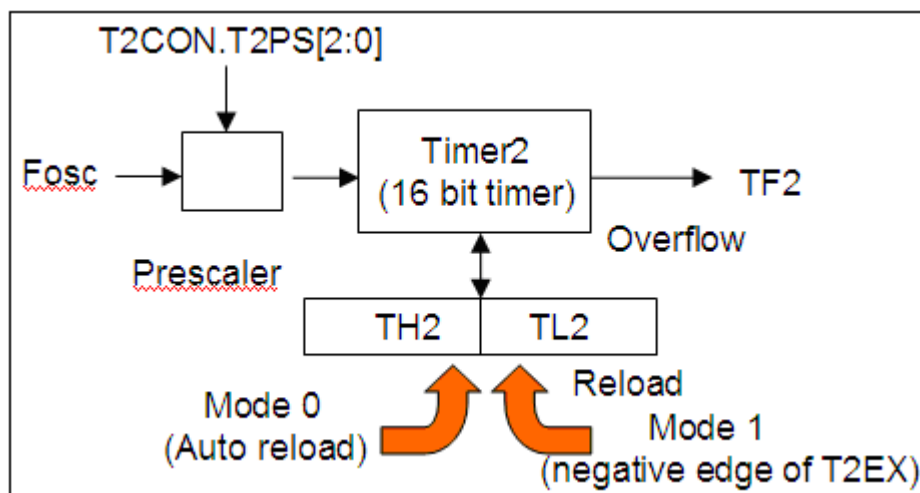 T2CON.T2PS[2:0]
Fosc
Timer2
(16 bit timer)
TF2
Overflow
Prescaler
TH2
TL2
Reload
Mode 0
(Auto reload)
Mode 1
(negative edge of T2EX)